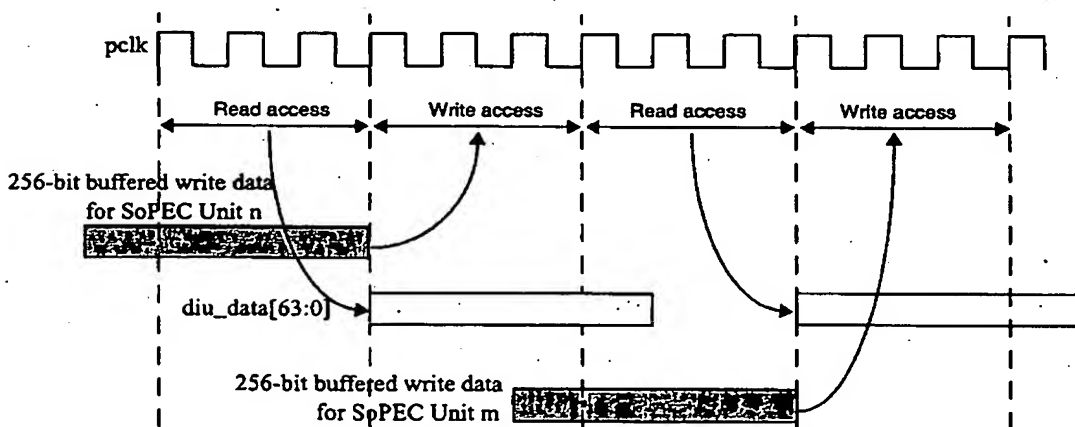 pclk
Read access
Write access
Read access
Write access
256-bit buffered write data
for SoPEC Unit n
diu_data[63:0]
256-bit buffered write data
for SoPEC Unit m